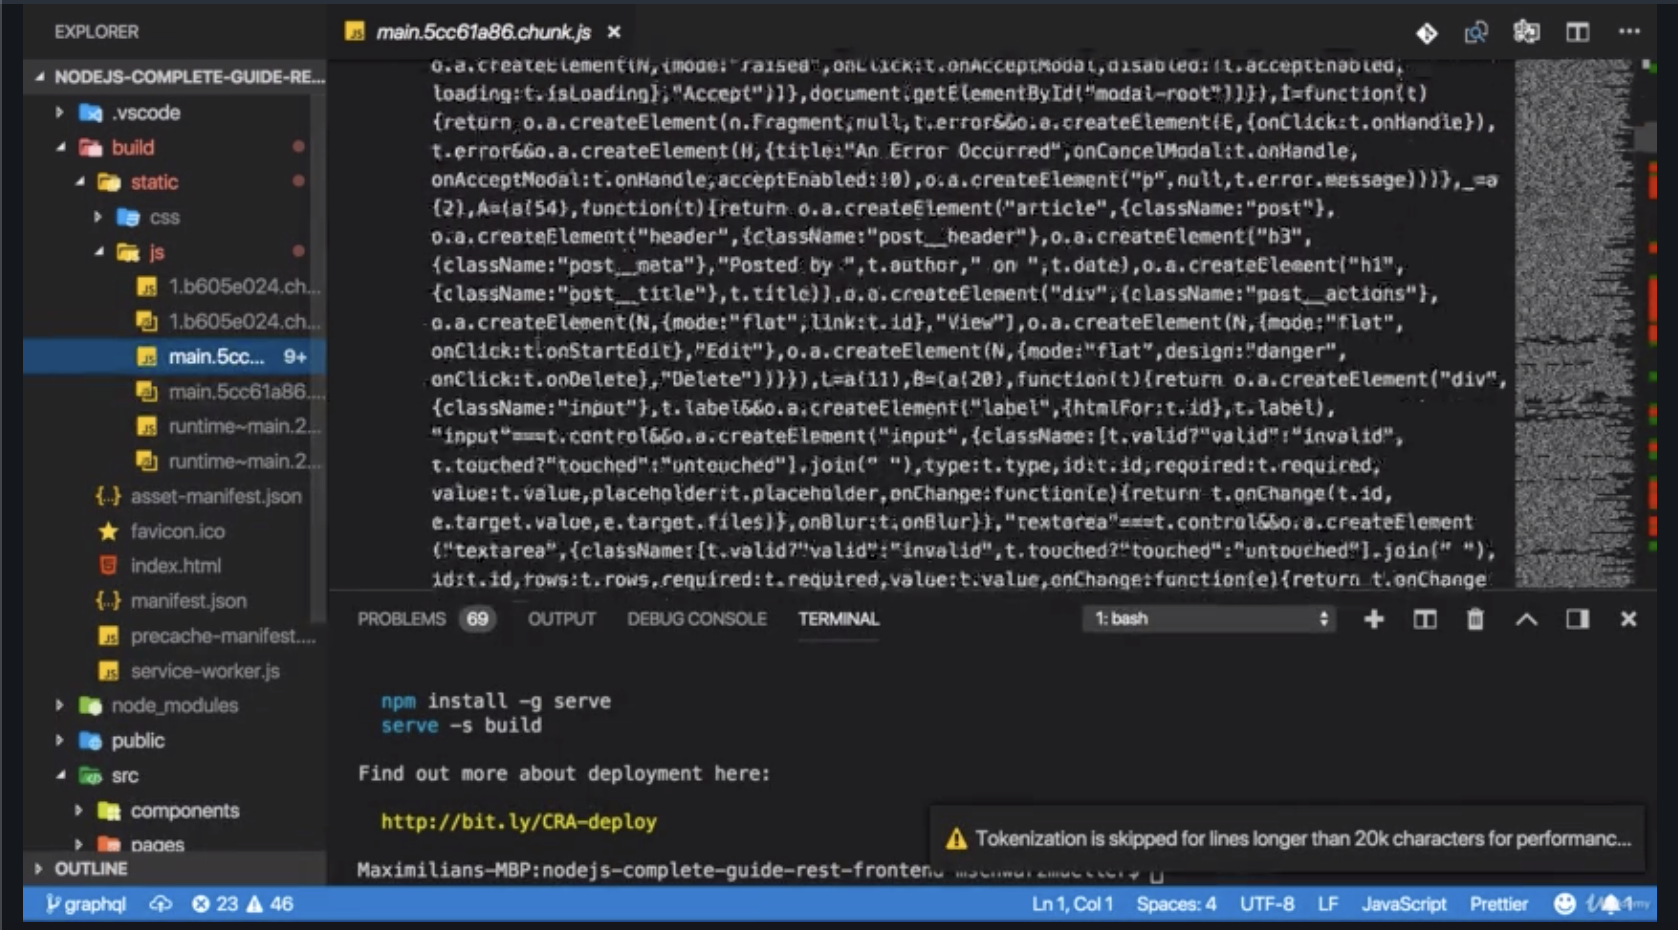 EXPLORER
main.5cc61a86.chunk.js
NODEJS-COMPLETE-GUIDE-RE...
.vscode
build
static
css
js
1.b605e024.ch...
1.b605e024.ch...
main.5cc... 9+
main.5cc61a86....
runtime~main.2...
runtime~main.2...
asset-manifest.json
favicon.ico
index.html
manifest.json
precache-manifest....
service-worker.js
node_modules
public
src
components
pages
OUTLINE
o.a.createElement(N,{mode:"raised",onClick:t.onAcceptModal,disabled:!t.acceptEnabled,
loading:t.isLoading},"Accept"))]},document.getElementById("modal-root"))]}),I=function(t)
{return o.a.createElement(n.Fragment,null,t.error&&o.a.createElement(E,{onClick:t.onHandle}),
t.error&&o.a.createElement(H,{title:"An Error Occurred",onCancelModal:t.onHandle,
onAcceptModal:t.onHandle,acceptEnabled:!0},o.a.createElement("p",null,t.error.message)))},_=a
(2),A=(a(54),function(t){return o.a.createElement("article",{className:"post"},
o.a.createElement("header",{className:"post__header"},o.a.createElement("h3",
{className:"post__meta"},"Posted by ",t.author," on ",t.date),o.a.createElement("h1",
{className:"post__title"},t.title)),o.a.createElement("div",{className:"post__actions"},
o.a.createElement(N,{mode:"flat",link:t.id},"View"),o.a.createElement(N,{mode:"flat",
onClick:t.onStartEdit},"Edit"),o.a.createElement(N,{mode:"flat",design:"danger",
onClick:t.onDelete},"Delete")))}),L=a(11),B=(a(20),function(t){return o.a.createElement("div",
{className:"input"},t.label&&o.a.createElement("label",{htmlFor:t.id},t.label),
"input"===t.control&&o.a.createElement("input",{className:[t.valid?"valid":"invalid",
t.touched?"touched":"untouched"].join(" "),type:t.type,id:t.id,required:t.required,
value:t.value,placeholder:t.placeholder,onChange:function(e){return t.onChange(t.id,
e.target.value,e.target.files)},onBlur:t.onBlur}),"textarea"===t.control&&o.a.createElement
("textarea",{className:[t.valid?"valid":"invalid",t.touched?"touched":"untouched"].join(" "),
id:t.id,rows:t.rows,required:t.required,value:t.value,onChange:function(e){return t.onChange
PROBLEMS 69 OUTPUT DEBUG CONSOLE TERMINAL 1: bash
npm install -g serve
serve -s build
Find out more about deployment here:
http://bit.ly/CRA-deploy
Tokenization is skipped for lines longer than 20k characters for performanc...
Maximilians-MBP:nodejs-complete-guide-rest-frontend mschwarzmueller$
graphql 23 46 Ln 1, Col 1 Spaces: 4 UTF-8 LF JavaScript Prettier 1